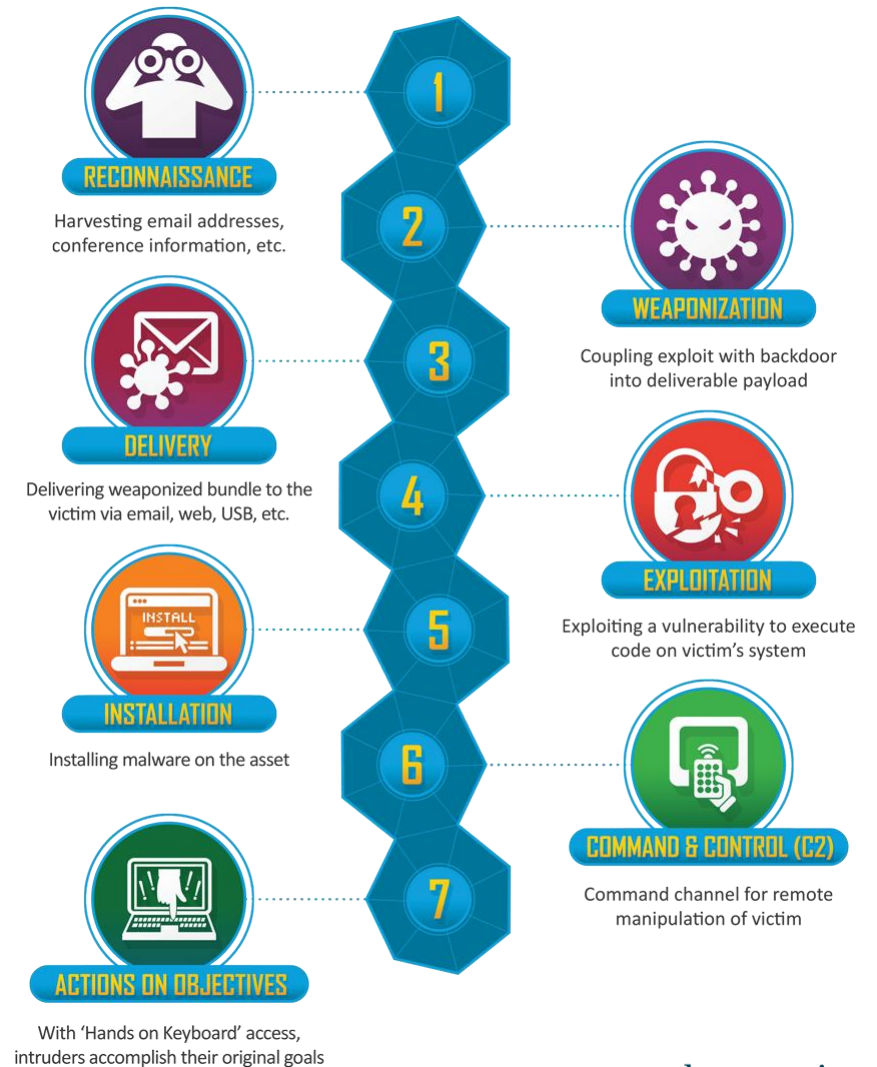 1
RECONNAISSANCE
Harvesting email addresses,
conference information, etc.
2
WEAPONIZATION
Coupling exploit with backdoor
into deliverable payload
3
DELIVERY
Delivering weaponized bundle to the
victim via email, web, USB, etc.
4
EXPLOITATION
Exploiting a vulnerability to execute
code on victim's system
5
INSTALL
INSTALLATION
Installing malware on the asset
6
COMMAND & CONTROL (C2)
Command channel for remote
manipulation of victim
7
! ! ! !
ACTIONS ON OBJECTIVES
With 'Hands on Keyboard' access,
intruders accomplish their original goals